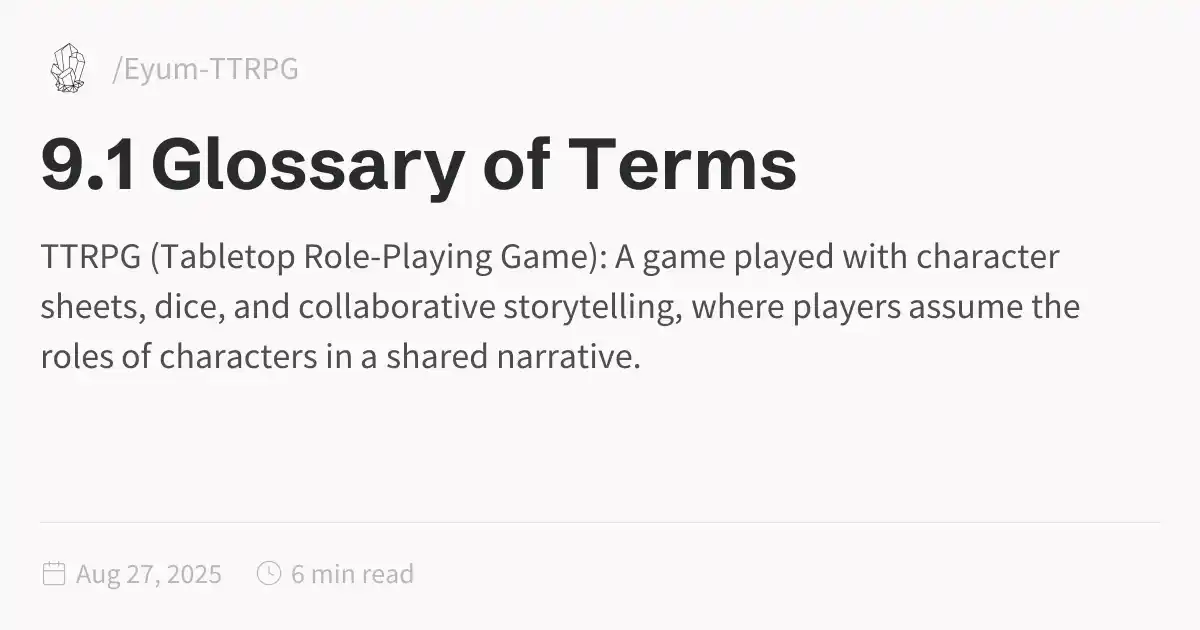 /Eyum-TTRPG
9.1 Glossary of Terms
TTRPG (Tabletop Role-Playing Game): A game played with character
sheets, dice, and collaborative storytelling, where players assume the
roles of characters in a shared narrative.
Aug 27, 2025 6 min read